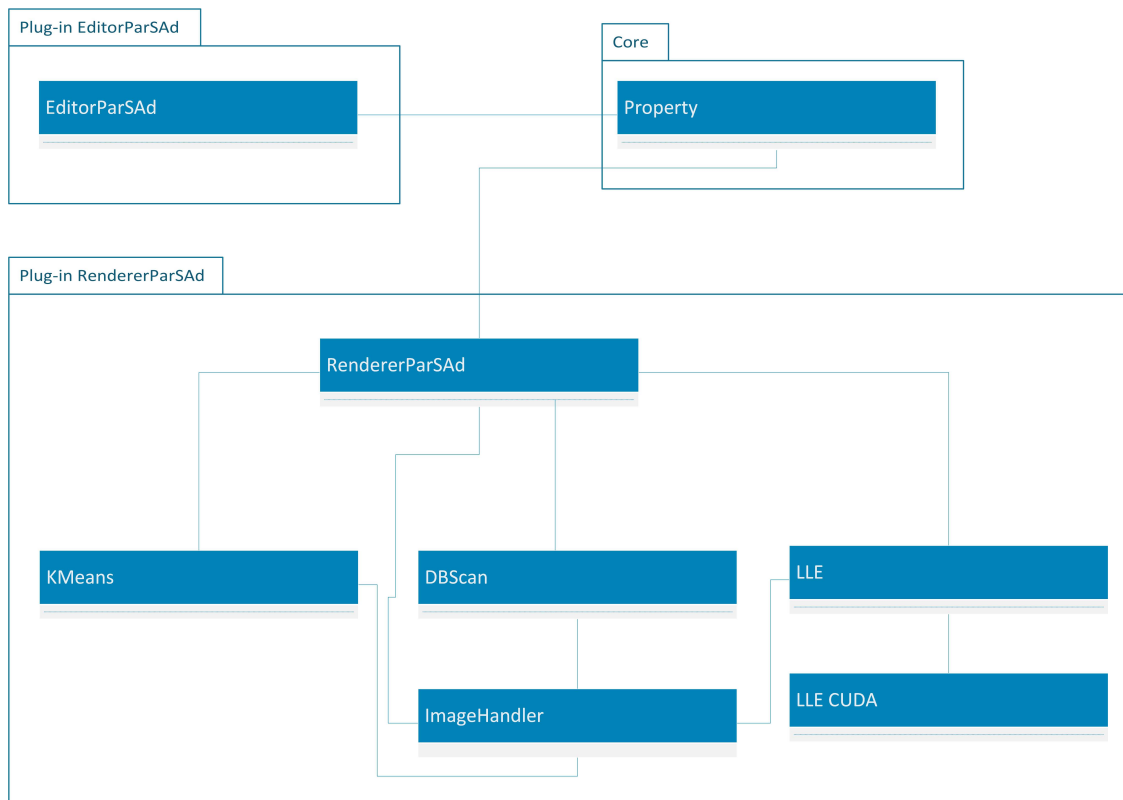 Plug-in EditorParSAd
Core
EditorParSAd
Property
Plug-in RendererParSAd
RendererParSAd
KMeans
DBScan
LLE
ImageHandler
LLE CUDA